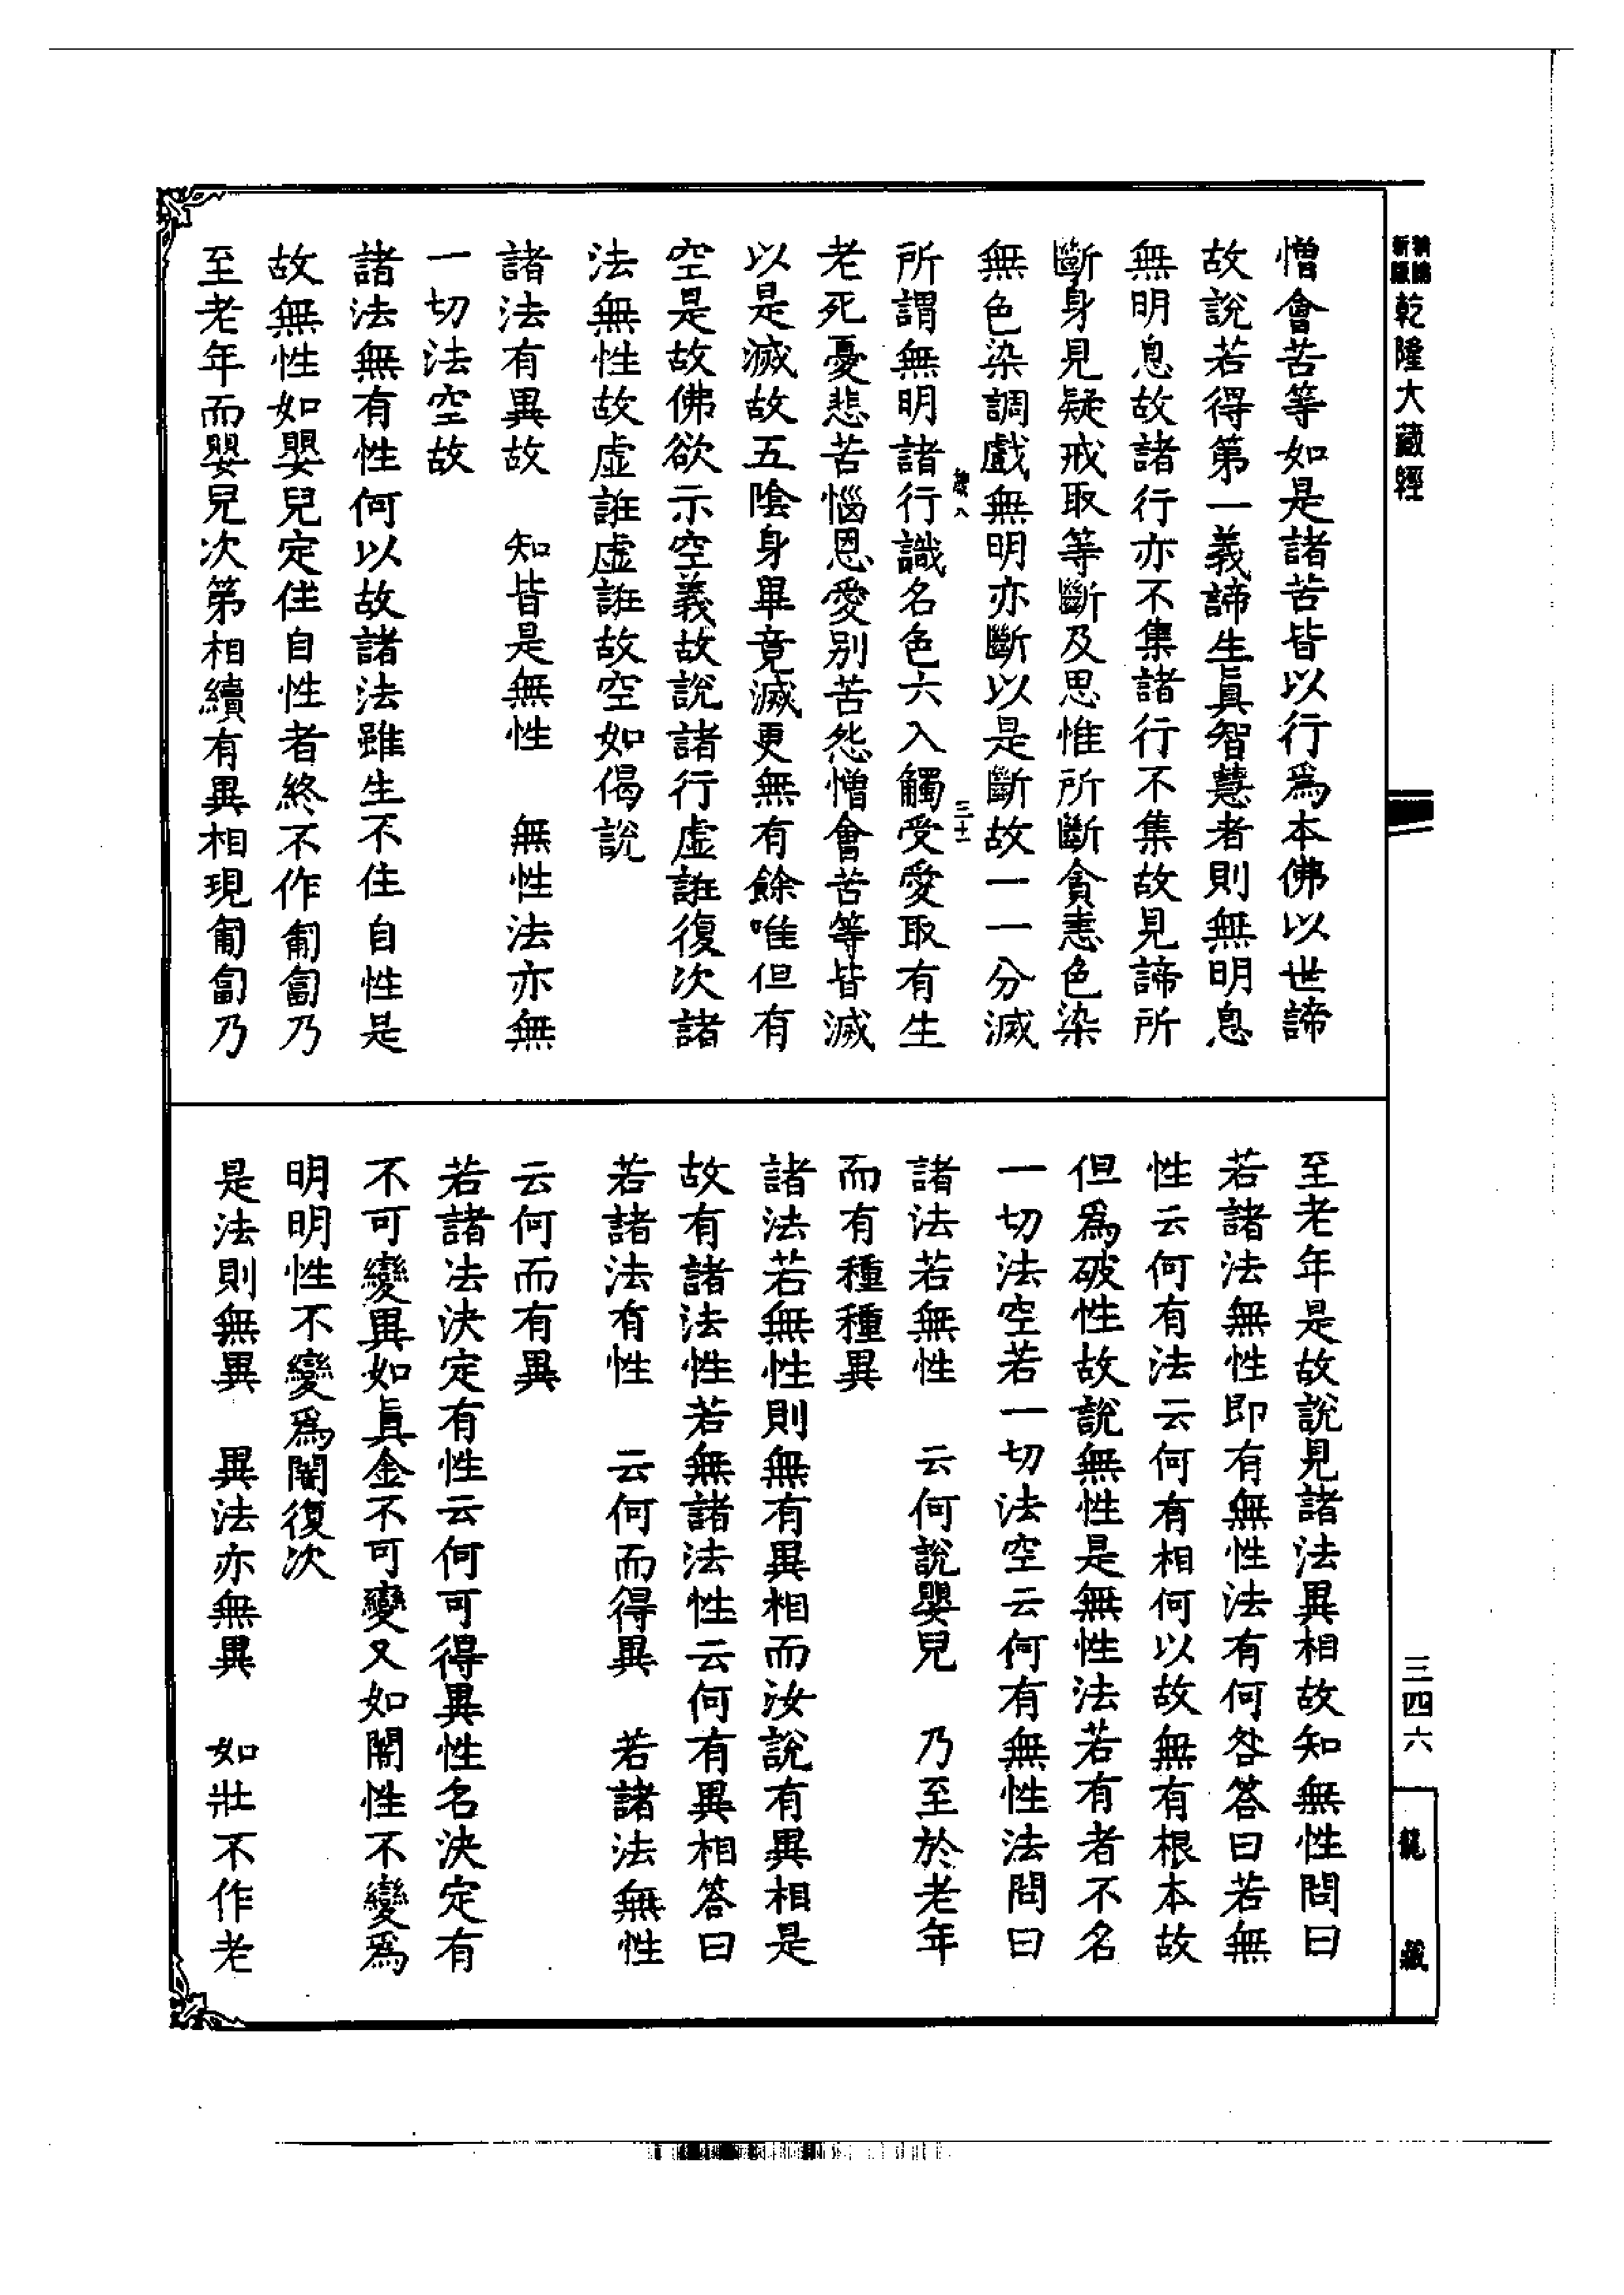 乾隆大藏經
三四六
憎會苦等如是諸苦皆以行爲本佛以世諦
故說若得第一義諦生眞智慧者則無明息
無明息故諸行亦不集諸行不集故見諦所
斷身見疑戒取等斷及思惟所斷貪恚色染
無色染調戲無明亦斷以是斷故一一分滅
三十
所謂無明諸行識名色六入觸受愛取有生
老死憂悲苦惱恩愛別苦怨憎會苦等皆滅
以是滅故五陰身畢竟滅更無有餘唯但有
空是故佛欲示空義故說諸行虛誑復次諸
法無性故虛誑虛誑故空如偈說
諸法有異故 知皆是無性 無性法亦無
一切法空故
諸法無有性何以故諸法雖生不住自性是
故無性如嬰兒定住自性者終不作匍匐乃
至老年而嬰兒次第相續有異相現匍匐乃
至老年是故說見諸法異相故知無性問曰
若諸法無性即有無性法有何咎答曰若無
性云何有法云何有相何以故無有根本故
但爲破性故說無性是無性法若有者不名
一切法空若一切法空云何有無性法問曰
諸法若無性 云何說嬰兒 乃至於老年
而有種種異
諸法若無性則無有異相而汝說有異相是
故有諸法性若無諸法性云何有異相答曰
若諸法有性 云何而得異 若諸法無性
云何而有異
若諸法決定有性云何可得異性名決定有
不可變異如眞金不可變又如闇性不變爲
明明性不變爲闇復次
是法則無異 異法亦無異 如壯不作老